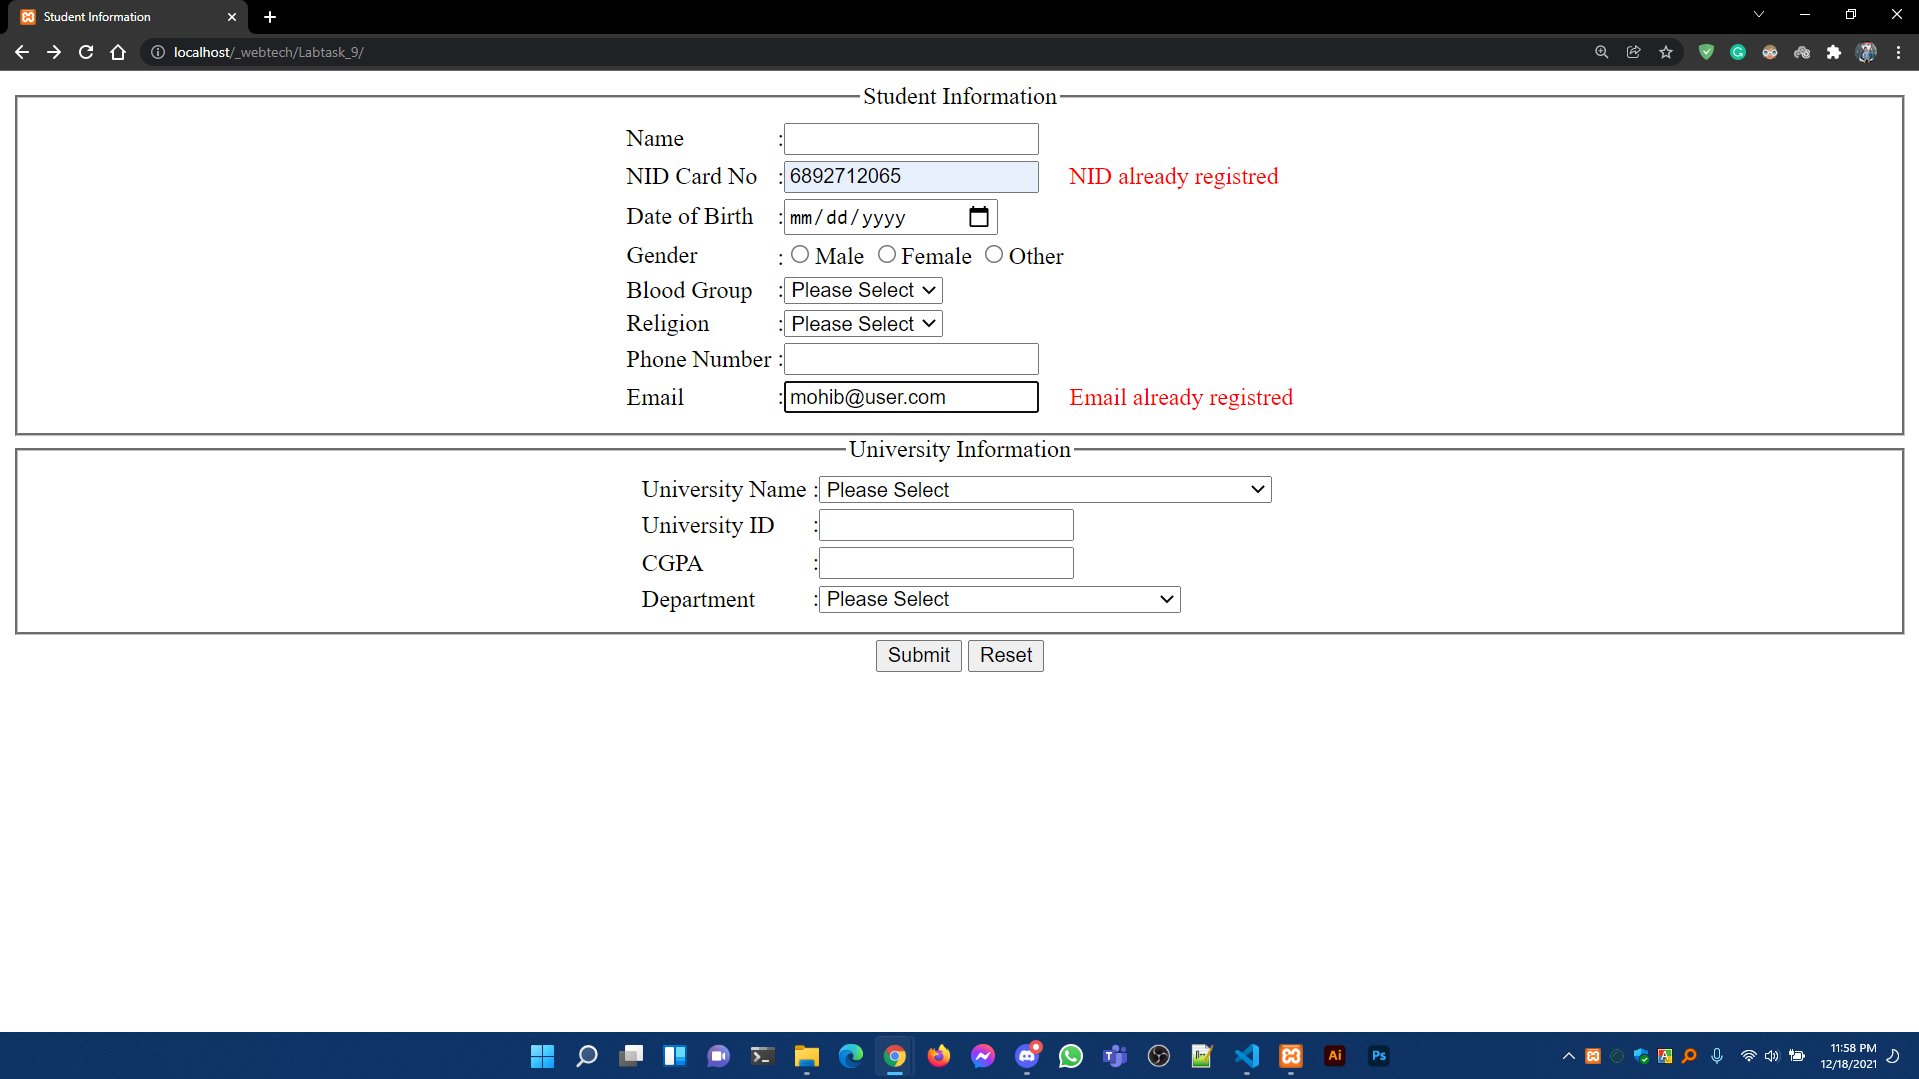 Student Information
localhost/_webtech/Labtask_9/
Student Information
Name :
NID Card No : 6892712065 NID already registred
Date of Birth : mm/dd/yyyy
Gender : Male Female Other
Blood Group : Please Select
Religion : Please Select
Phone Number :
Email : mohib@user.com Email already registred
University Information
University Name : Please Select
University ID :
CGPA :
Department : Please Select
Submit Reset
Ai Ps
11:58 PM
12/18/2021